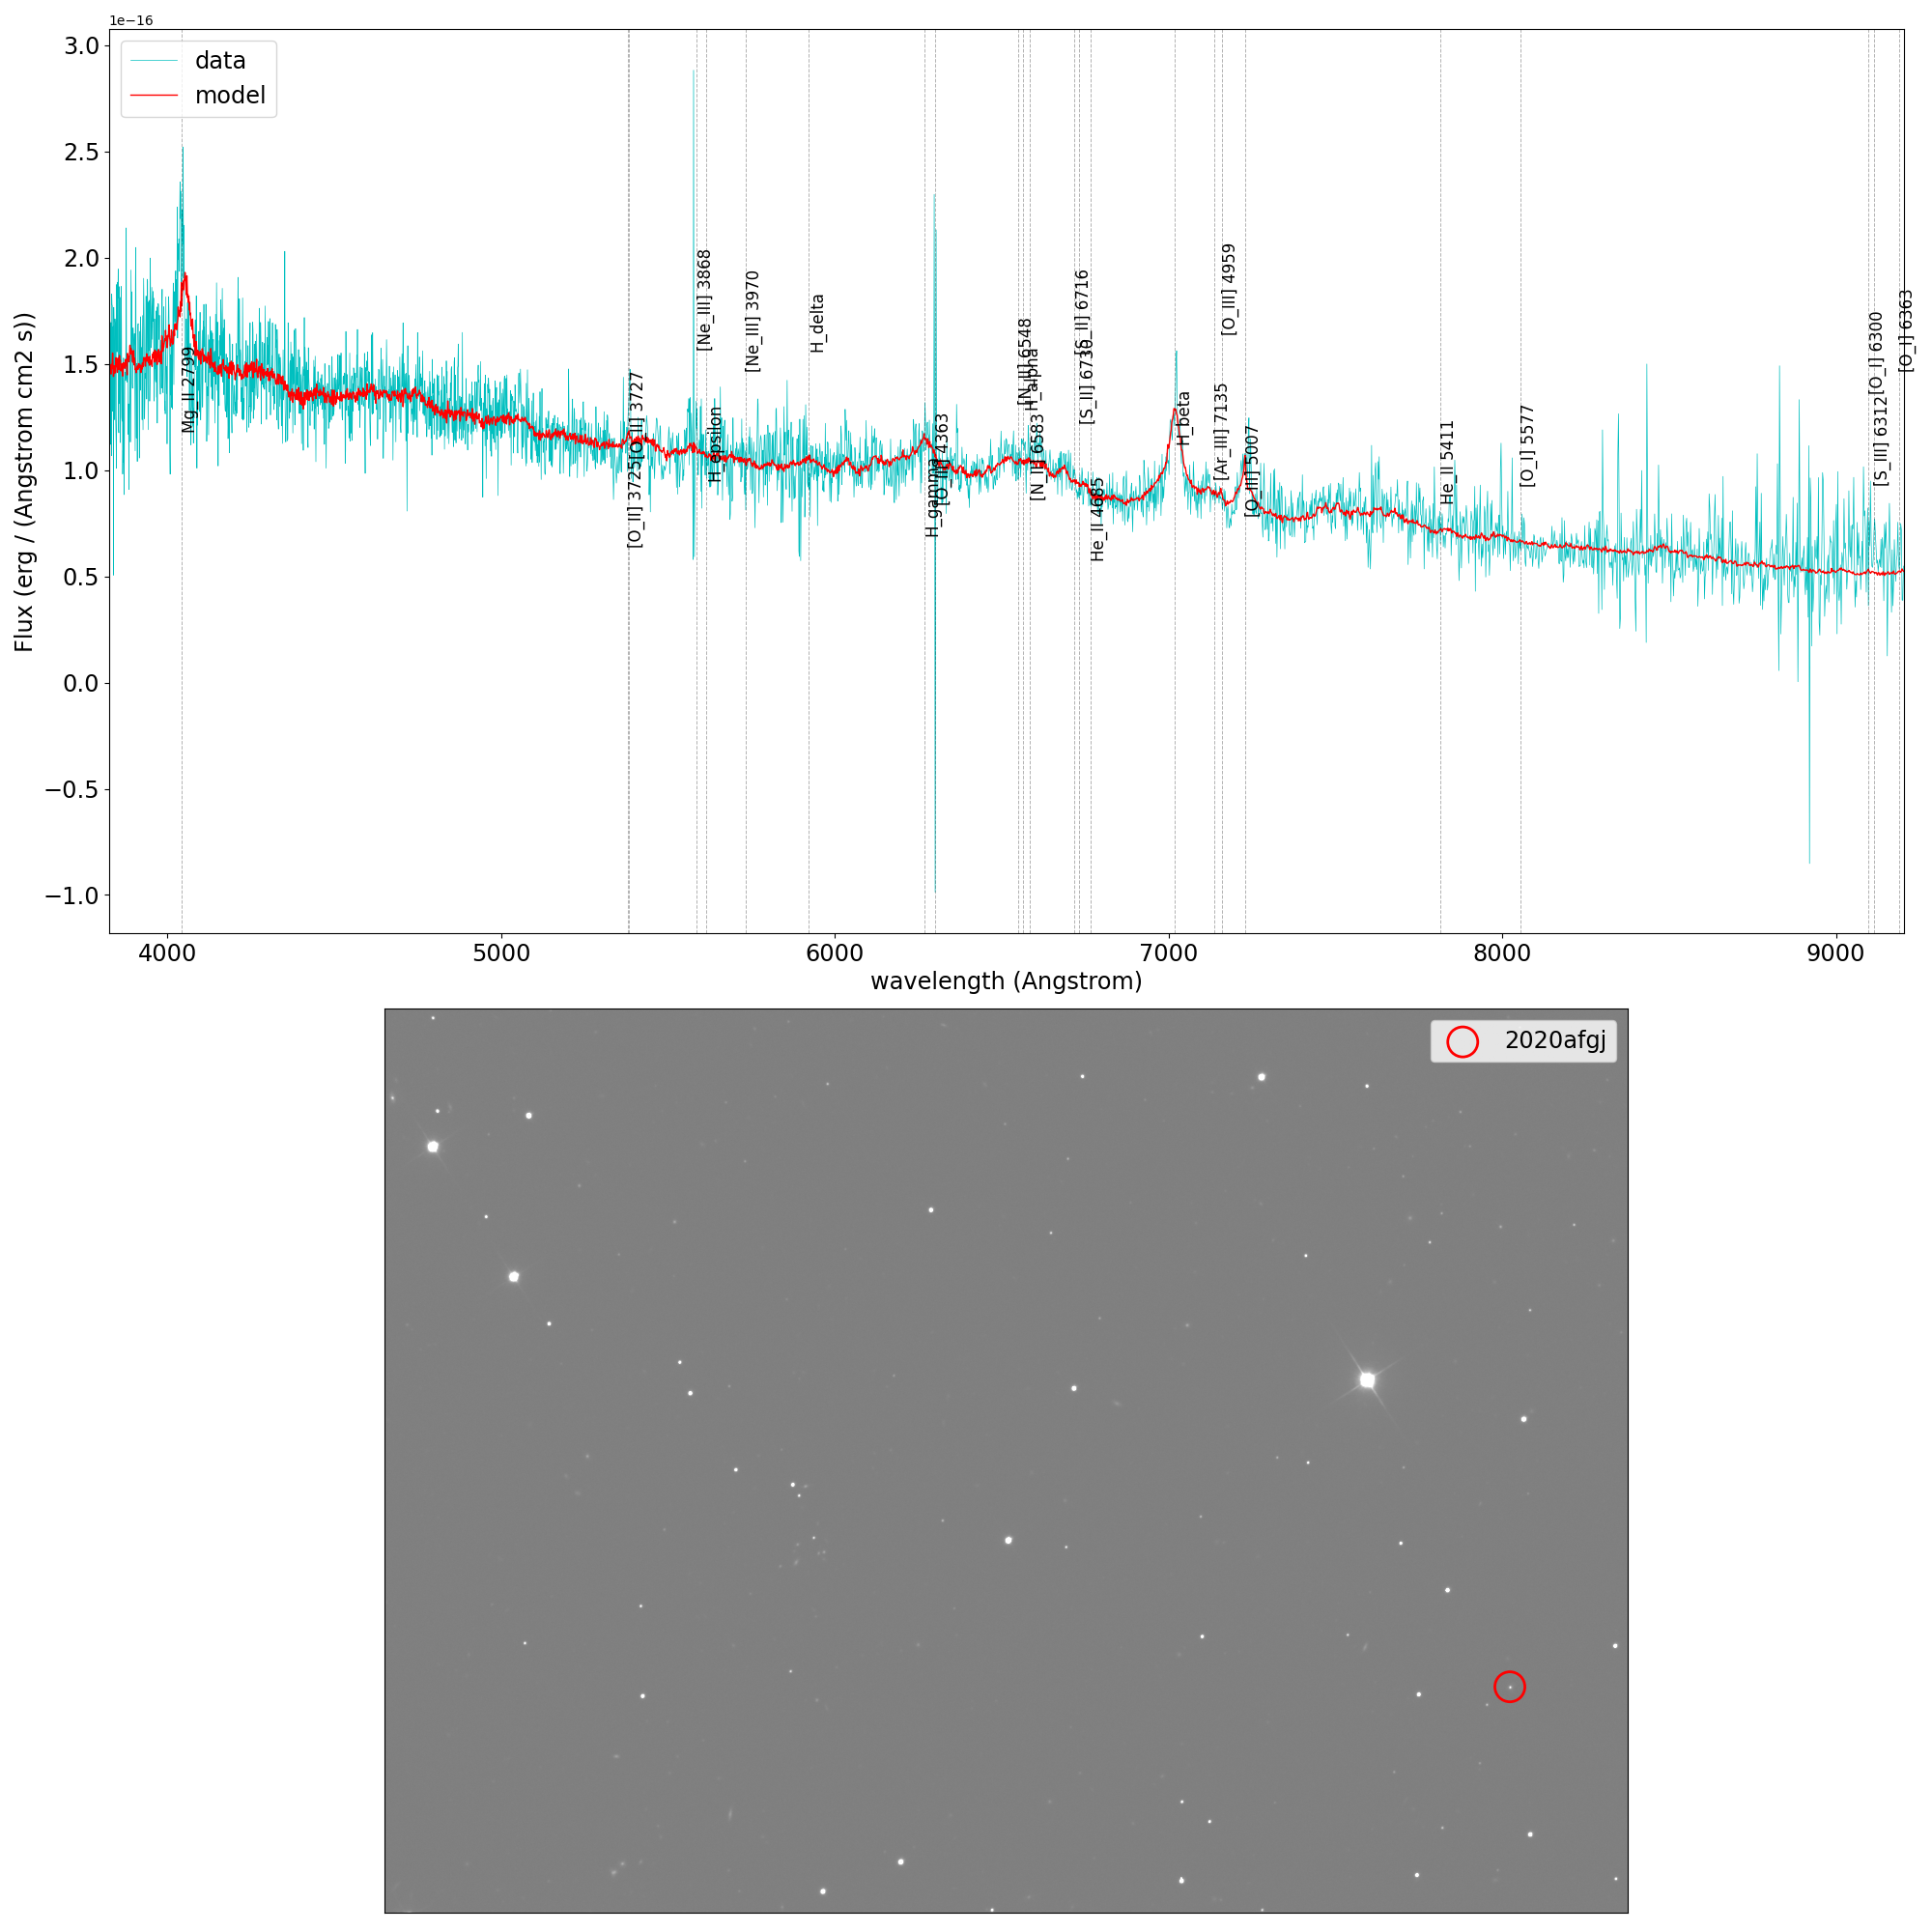 1e−16
data
model
3.0
2.5
2.0
1.5
1.0
0.5
0.0
−0.5
−1.0
Flux (erg / (Angstrom cm2 s))
Mg_II 2799
[O_II] 3725
[O_II] 3727
[Ne_III] 3868
H_epsilon
[Ne_III] 3970
H_delta
H_gamma
[O_III] 4363
[N_II] 6548
H_alpha
[N_II] 6583
[S_II] 6716
[S_II] 6730
He_II 4685
H_beta
[Ar_III] 7135
[O_III] 4959
[O_III] 5007
He_II 5411
[O_I] 5577
[O_I] 6300
[S_III] 6312
[O_I] 6363
4000
5000
6000
7000
8000
9000
wavelength (Angstrom)
2020afgj